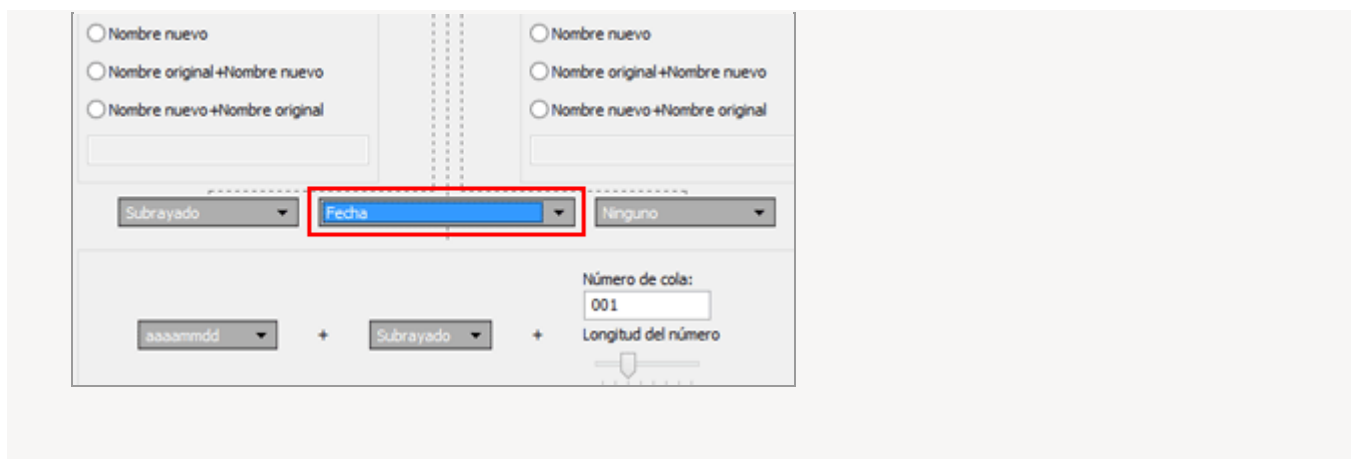 Nombre nuevo
Nombre original+Nombre nuevo
Nombre nuevo+Nombre original
Nombre nuevo
Nombre original+Nombre nuevo
Nombre nuevo+Nombre original
Subrayado
Fecha
Ninguno
Número de cola:
001
aaaammdd + Subrayado +
Longitud del número